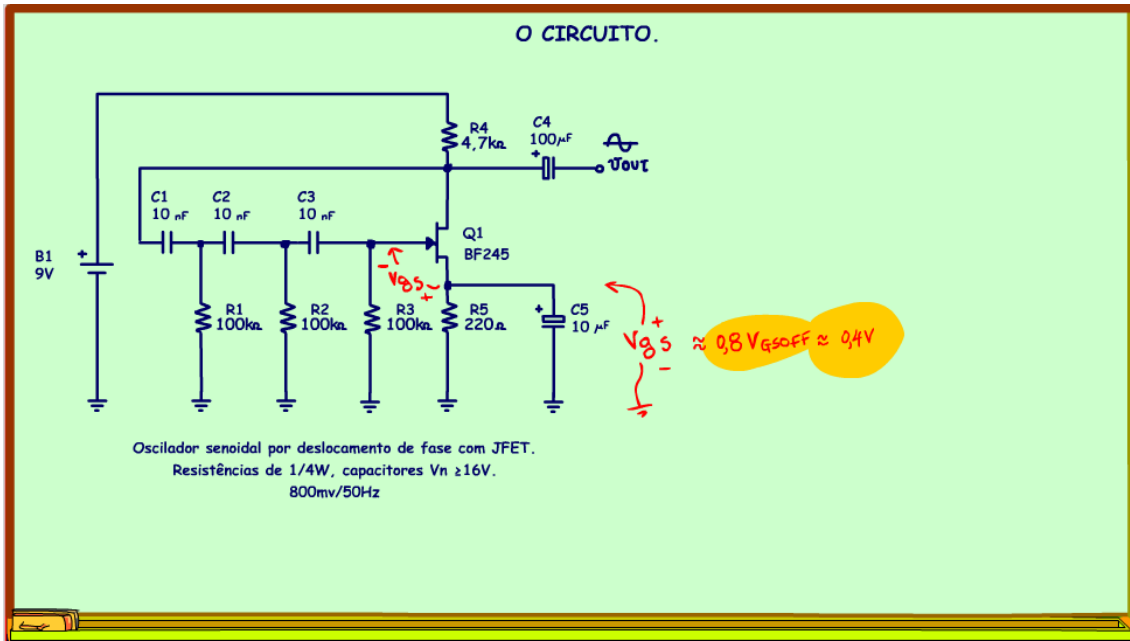 O CIRCUITO.
R4
4,7kΩ
C4
100µF
+
vout
C1
10 nF
C2
10 nF
C3
10 nF
Q1
BF245
B1
9V
+
- Vgs +
R1
100kΩ
R2
100kΩ
R3
100kΩ
R5
220Ω
+
C5
10 µF
+
Vgs ≈ 0,8 VGSOFF ≈ 0,4V
-
Oscilador senoidal por deslocamento de fase com JFET.
Resistências de 1/4W, capacitores Vn ≥16V.
800mv/50Hz